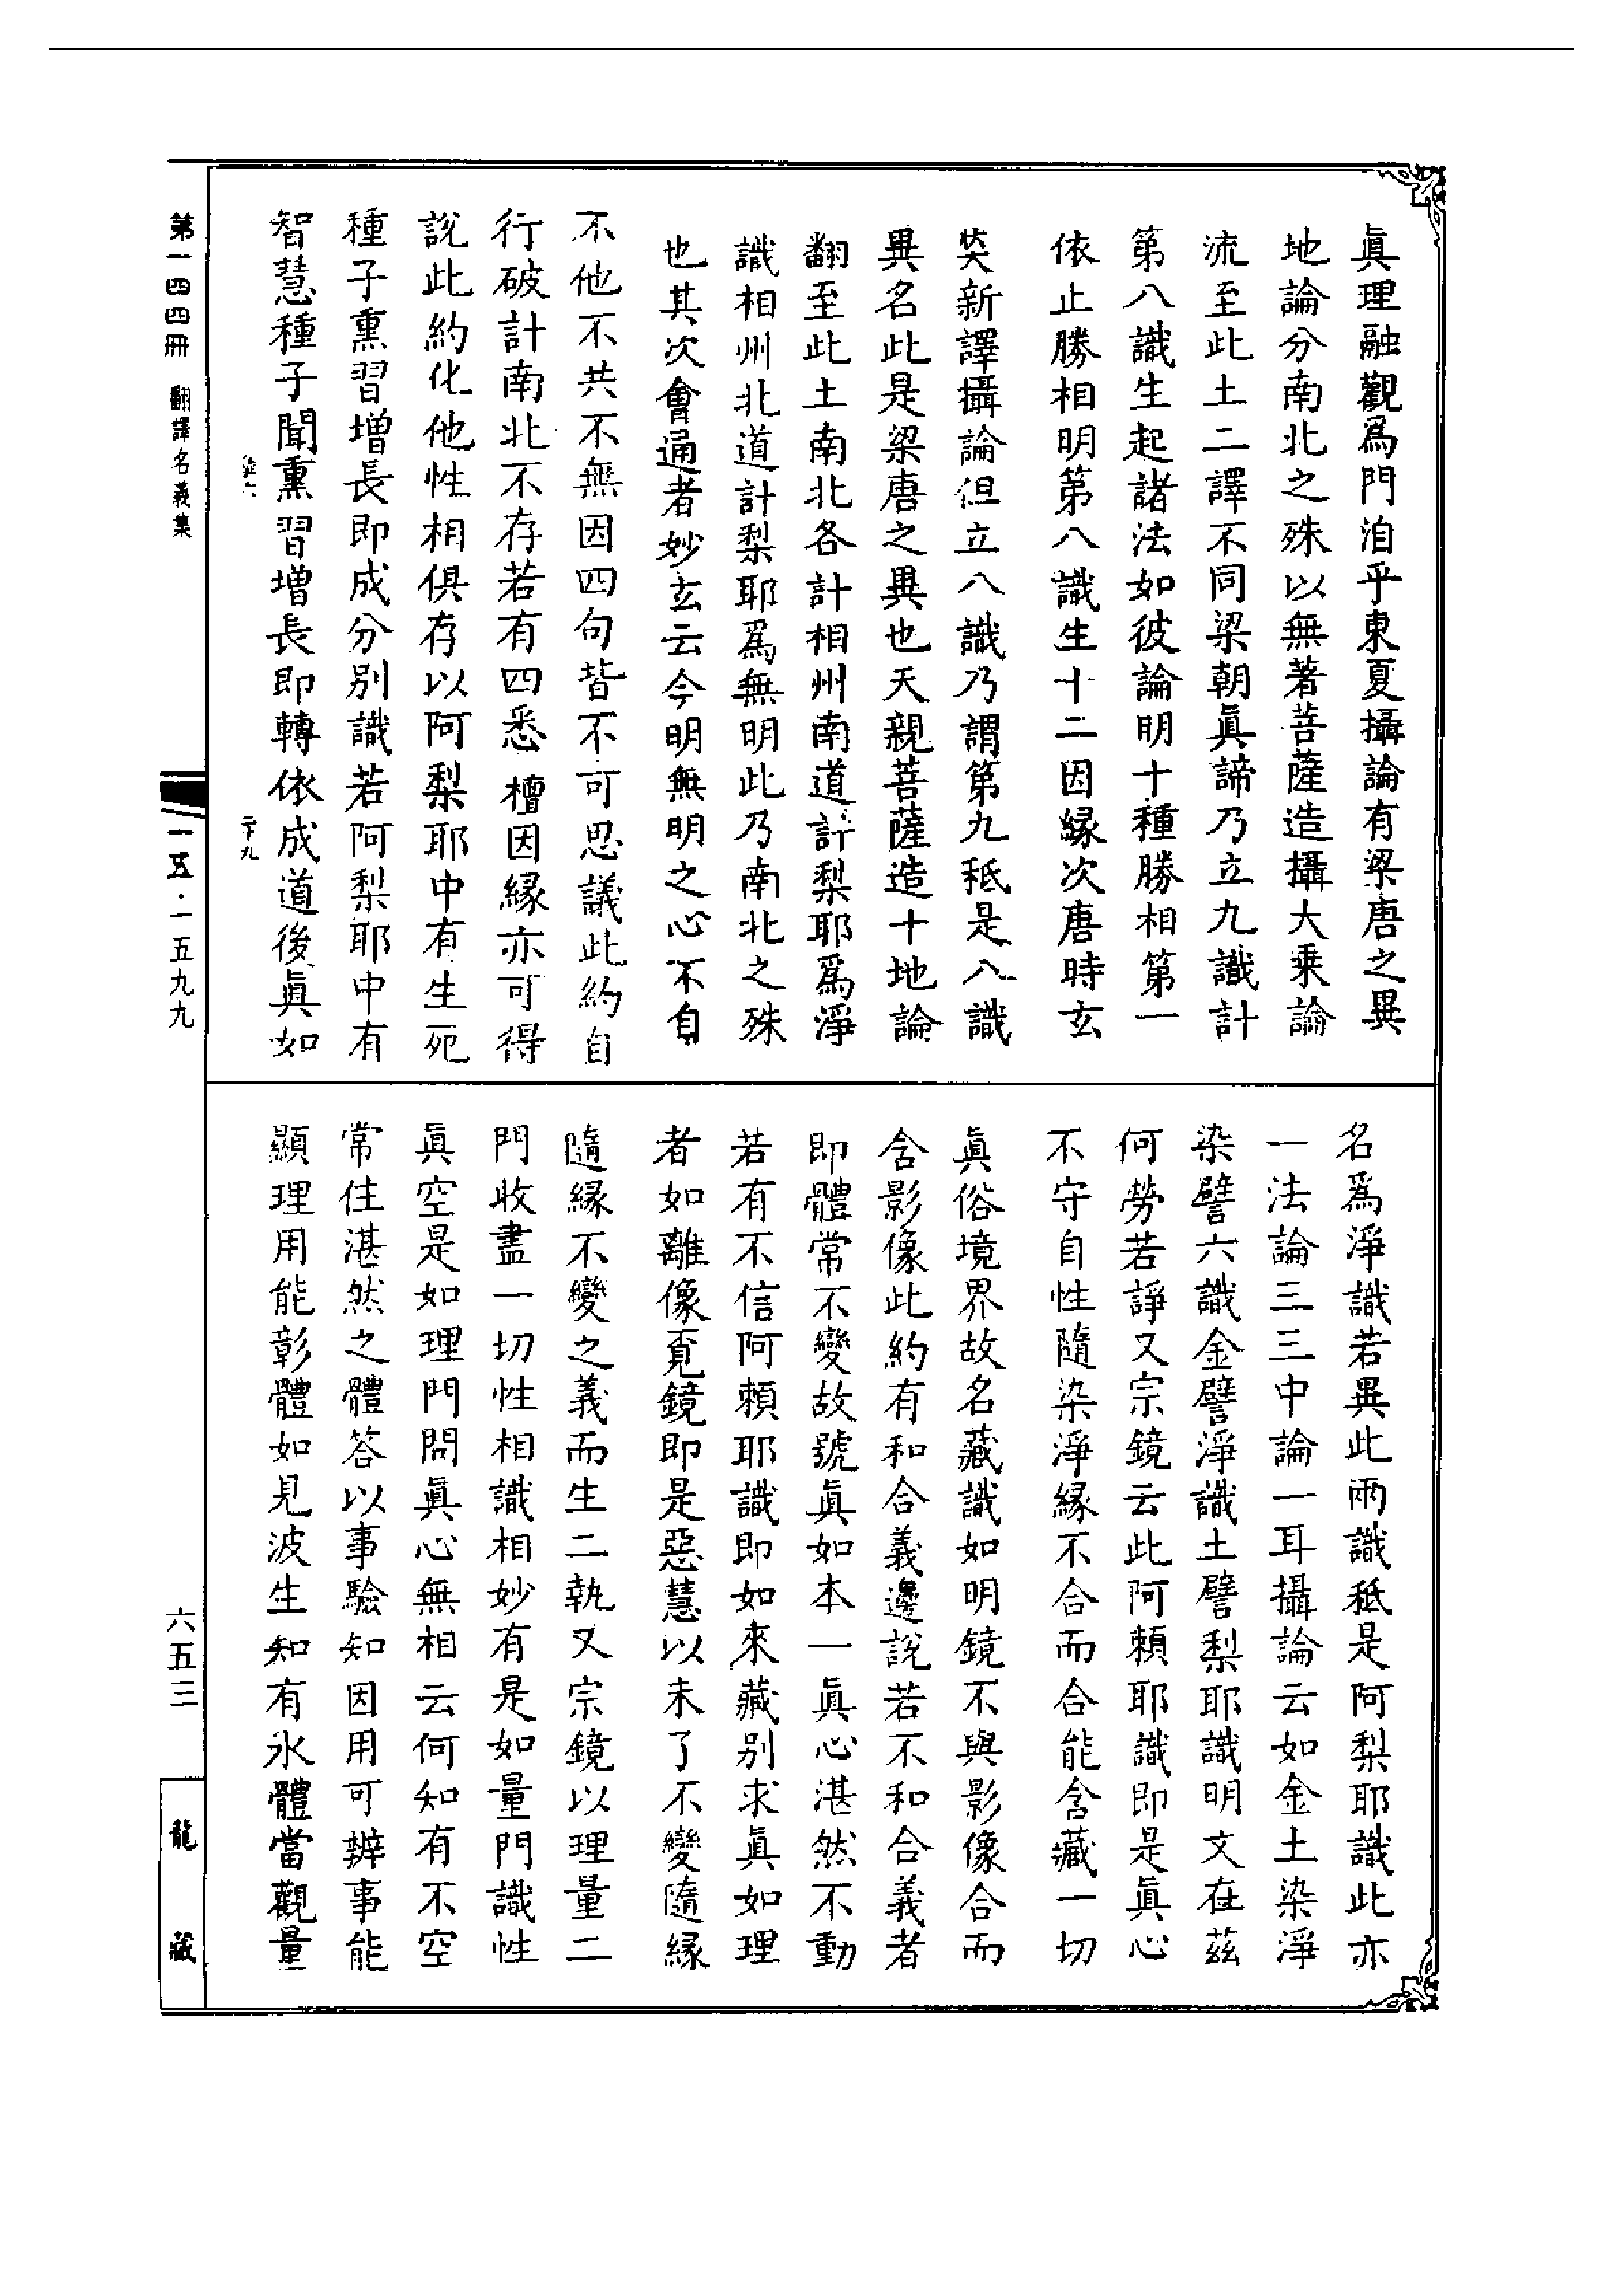 眞理融觀爲門洎乎東夏攝論有梁唐之異
地論分南北之殊以無著菩薩造攝大乘論
流至此土二譯不同梁朝眞諦乃立九識計
第八識生起諸法如彼論明十種勝相第一
依止勝相明第八識生十二因緣次唐時玄
奘新譯攝論但立八識乃謂第九秖是八識
異名此是梁唐之異也天親菩薩造十地論
翻至此土南北各計相州南道計梨耶爲淨
識相州北道計梨耶爲無明此乃南北之殊
也其次會通者妙玄云今明無明之心不自
不他不共不無因四句皆不可思議此約自
行破計南北不存若有四悉檀因緣亦可得
說此約化他性相俱存以阿梨耶中有生死
種子熏習增長即成分別識若阿梨耶中有
智慧種子聞熏習增長即轉依成道後眞如
名爲淨識若異此兩識秖是阿梨耶識此亦
一法論三三中論一耳攝論云如金土染淨
染譬六識金譬淨識土譬梨耶識明文在茲
何勞若諍又宗鏡云此阿賴耶識即是眞心
不守自性隨染淨緣不合而合能含藏一切
眞俗境界故名藏識如明鏡不與影像合而
含影像此約有和合義邊說若不和合義者
即體常不變故號眞如本一眞心湛然不動
若有不信阿賴耶識即如來藏別求眞如理
者如離像覔鏡即是惡慧以未了不變隨緣
隨緣不變之義而生二執又宗鏡以理量二
門收盡一切性相識相妙有是如量門識性
眞空是如理門問眞心無相云何知有不空
常住湛然之體答以事驗知因用可辨事能
顯理用能彰體如見波生知有水體當觀量
第一四四冊 翻譯名義集
二十九
一五·一五九九
六五三
龍藏